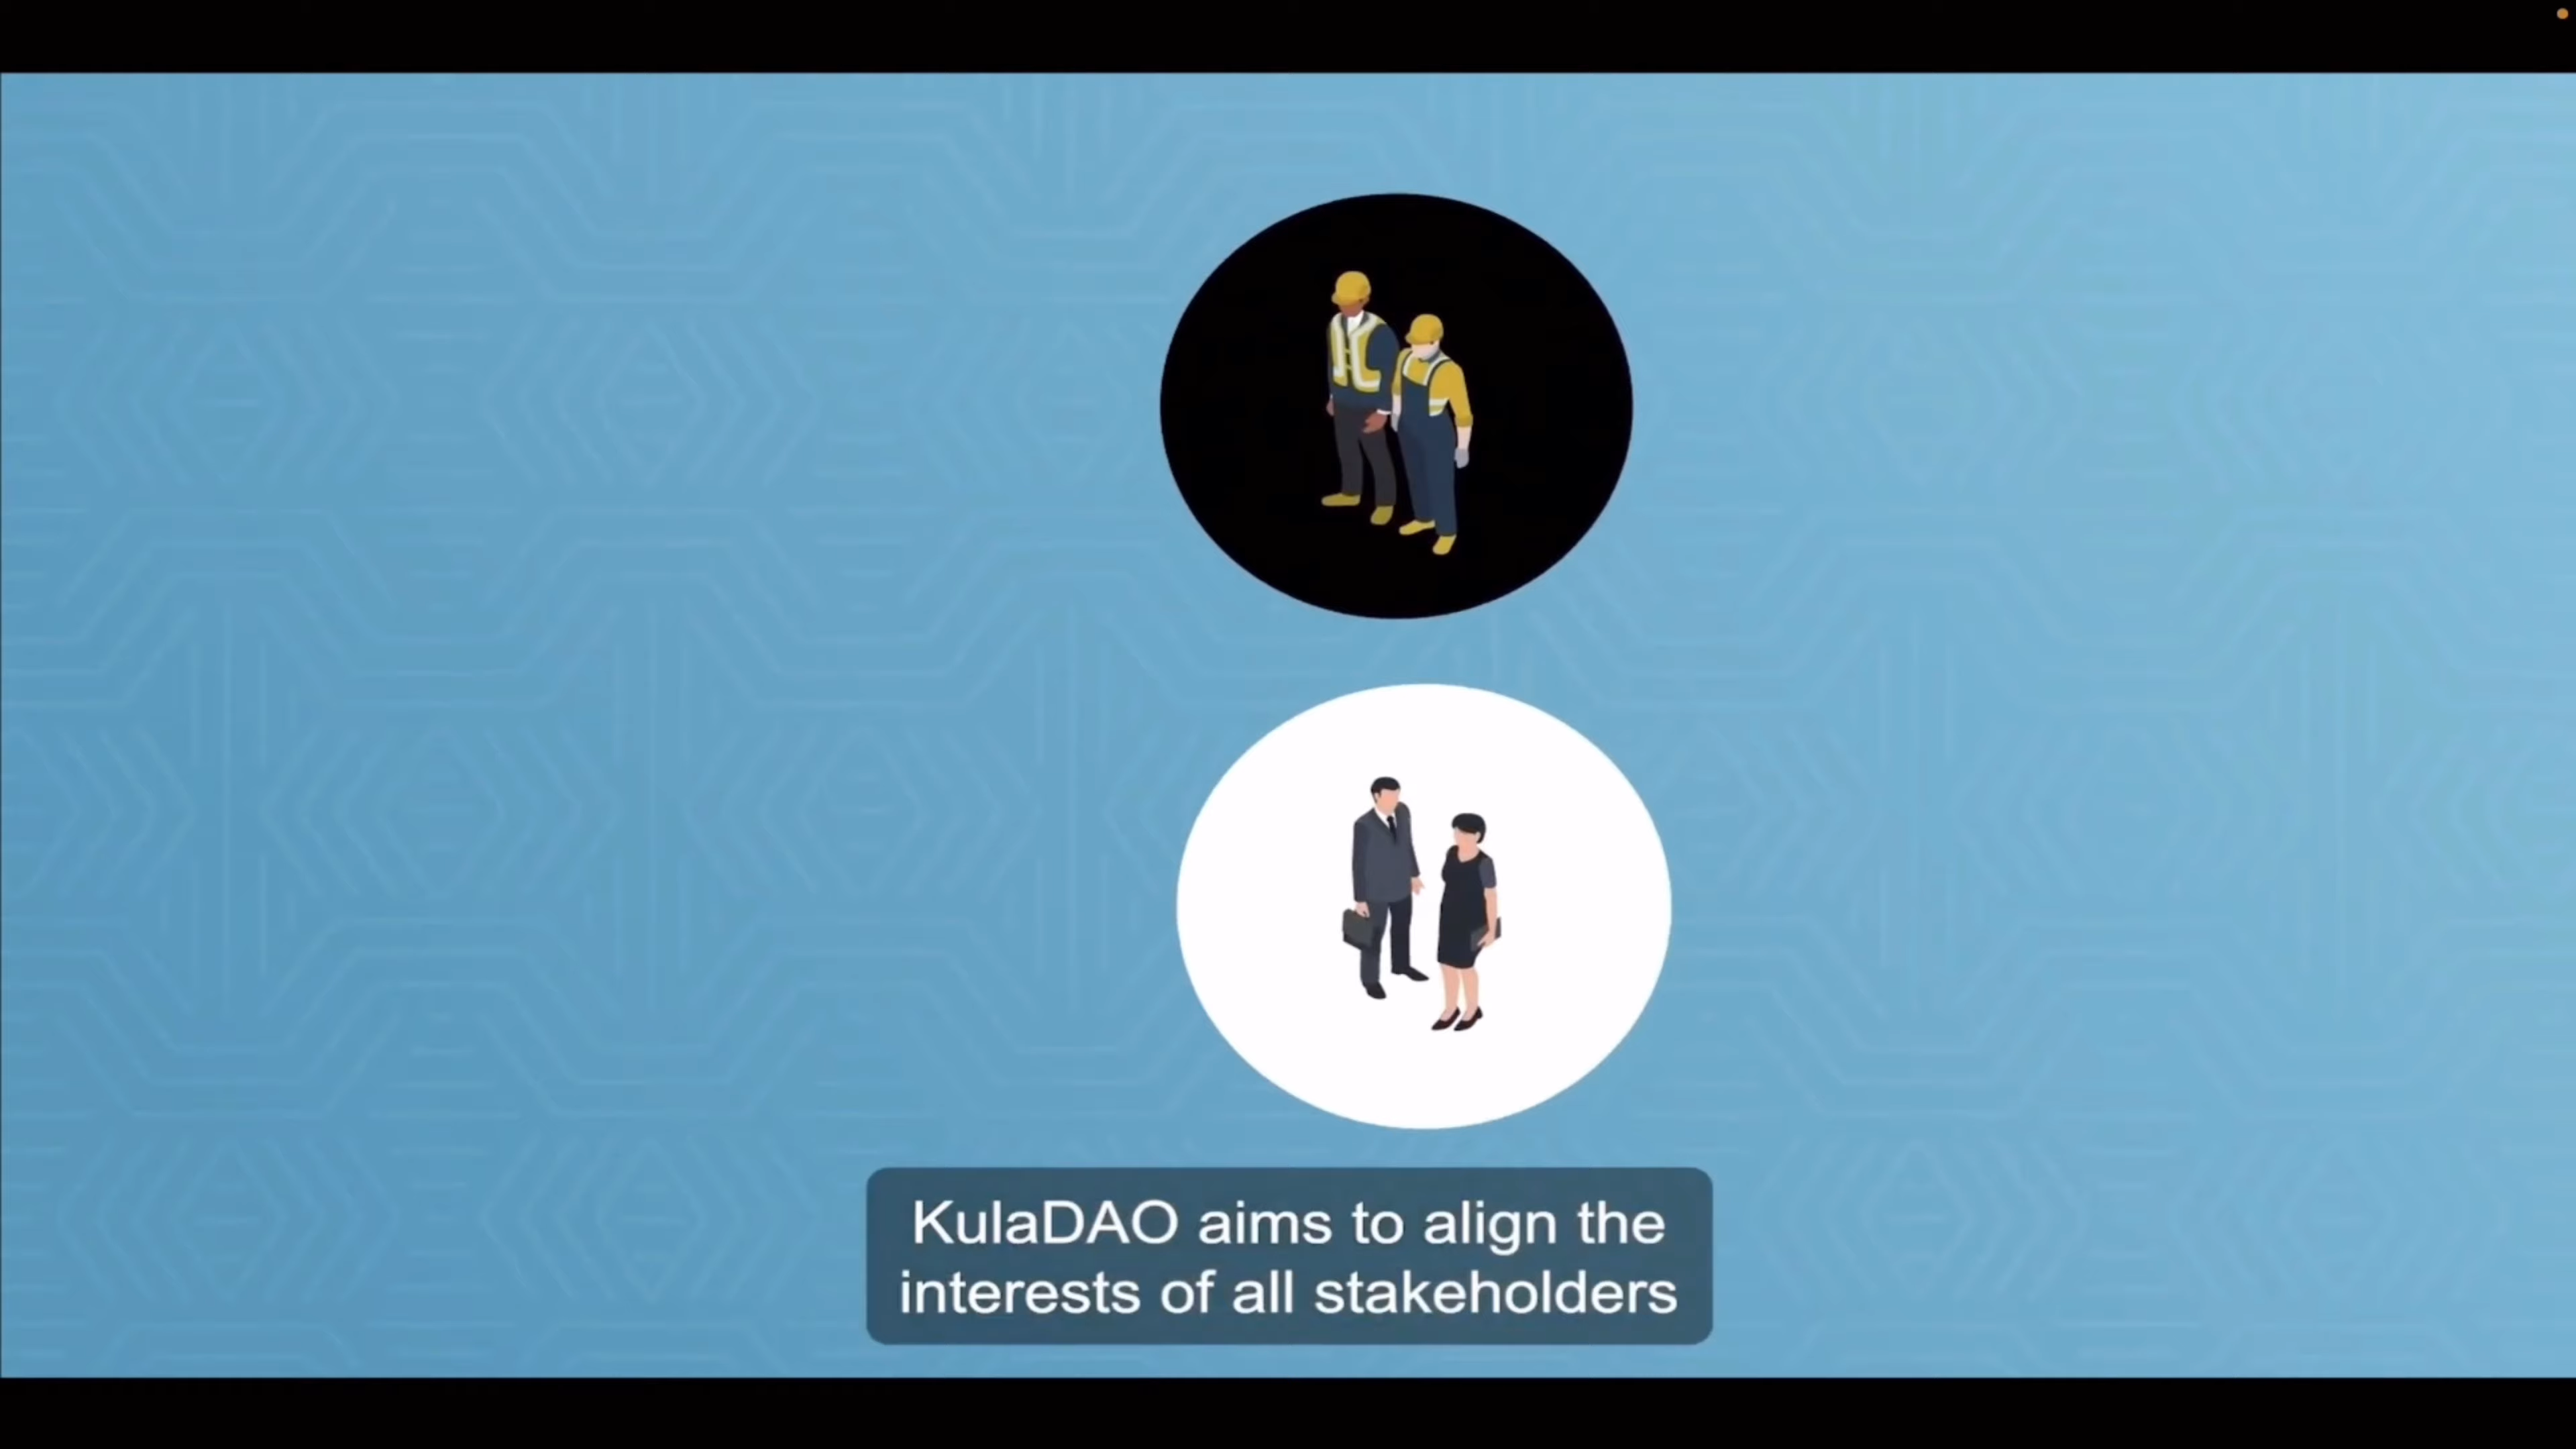 KulaDAO aims to align the
interests of all stakeholders